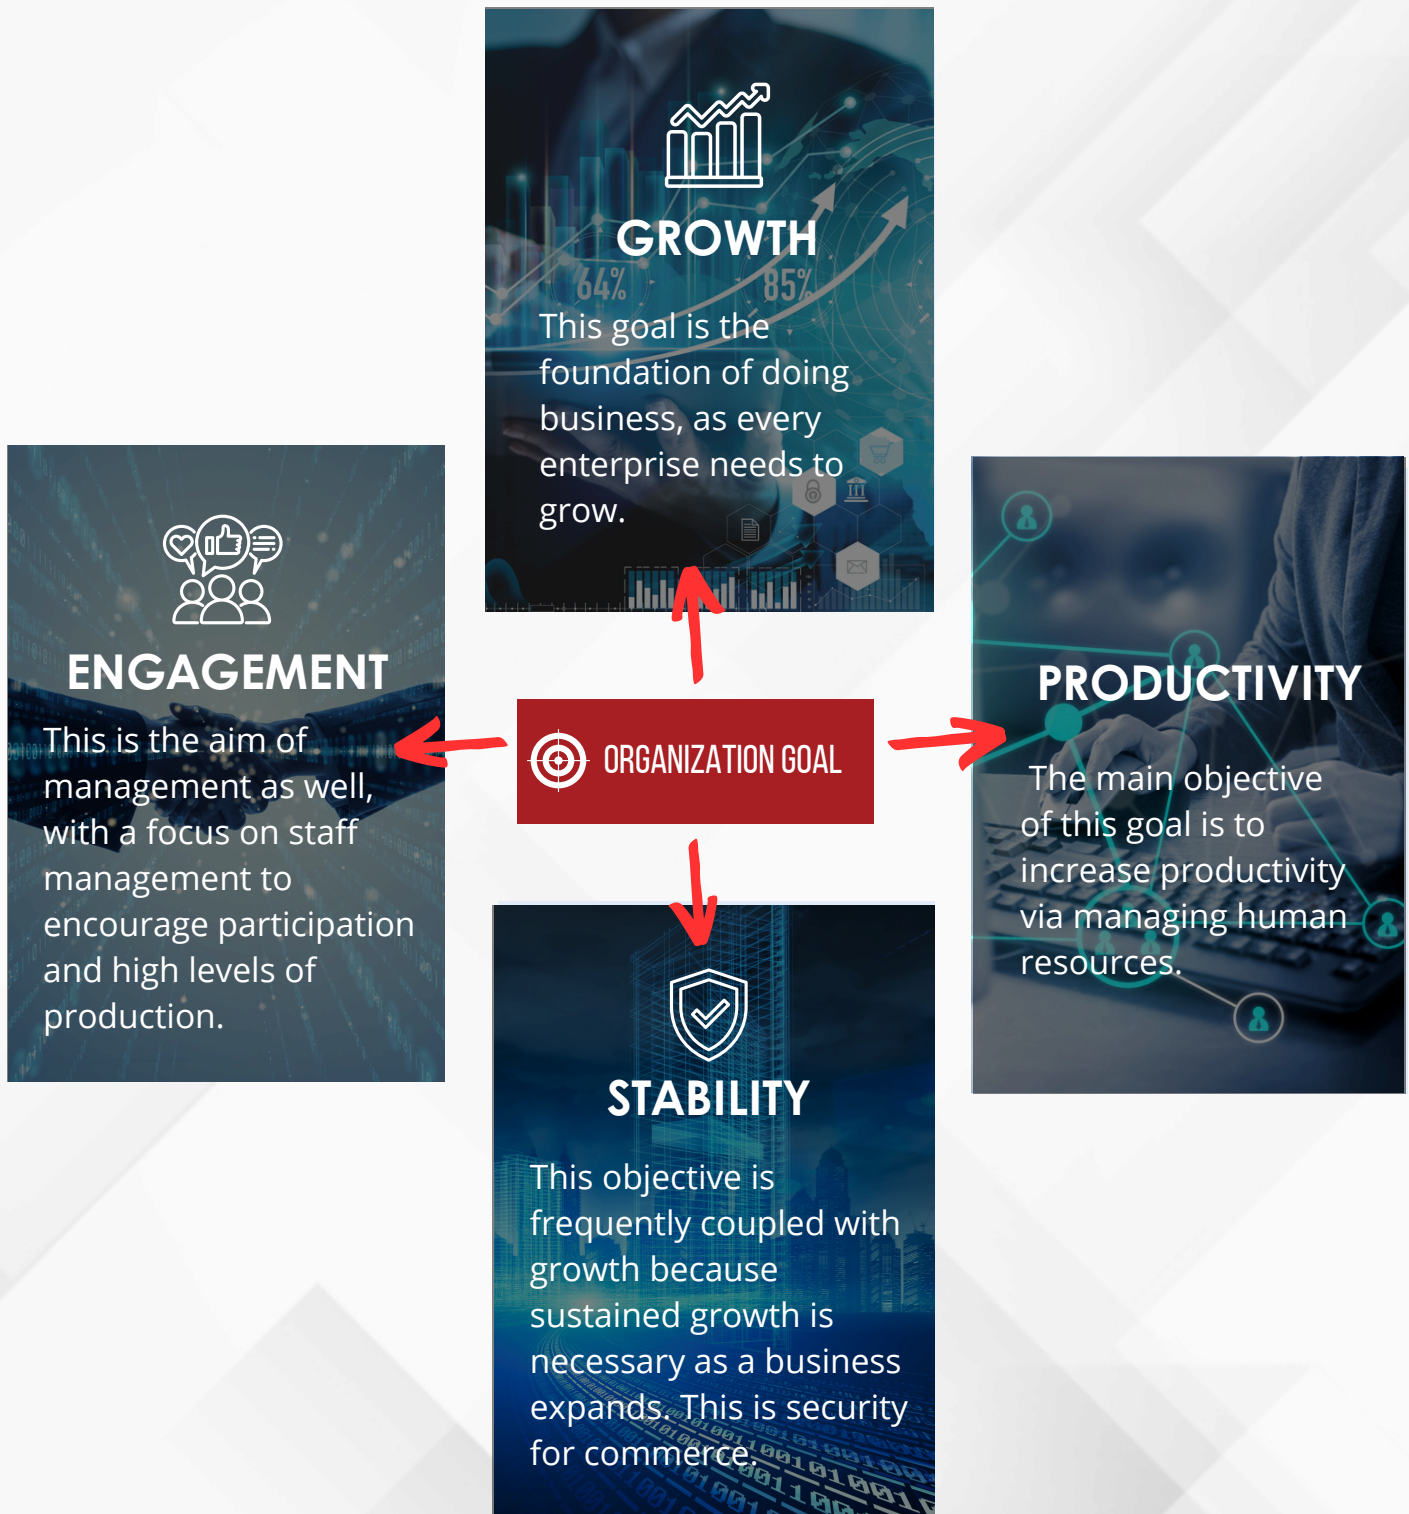 GROWTH
64%
85%
This goal is the
foundation of doing
business, as every
enterprise needs to
grow.
ENGAGEMENT
This is the aim of
management as well,
with a focus on staff
management to
encourage participation
and high levels of
production.
ORGANIZATION GOAL
PRODUCTIVITY
The main objective
of this goal is to
increase productivity
via managing human
resources.
STABILITY
This objective is
frequently coupled with
growth because
sustained growth is
necessary as a business
expands. This is security
for commerce.